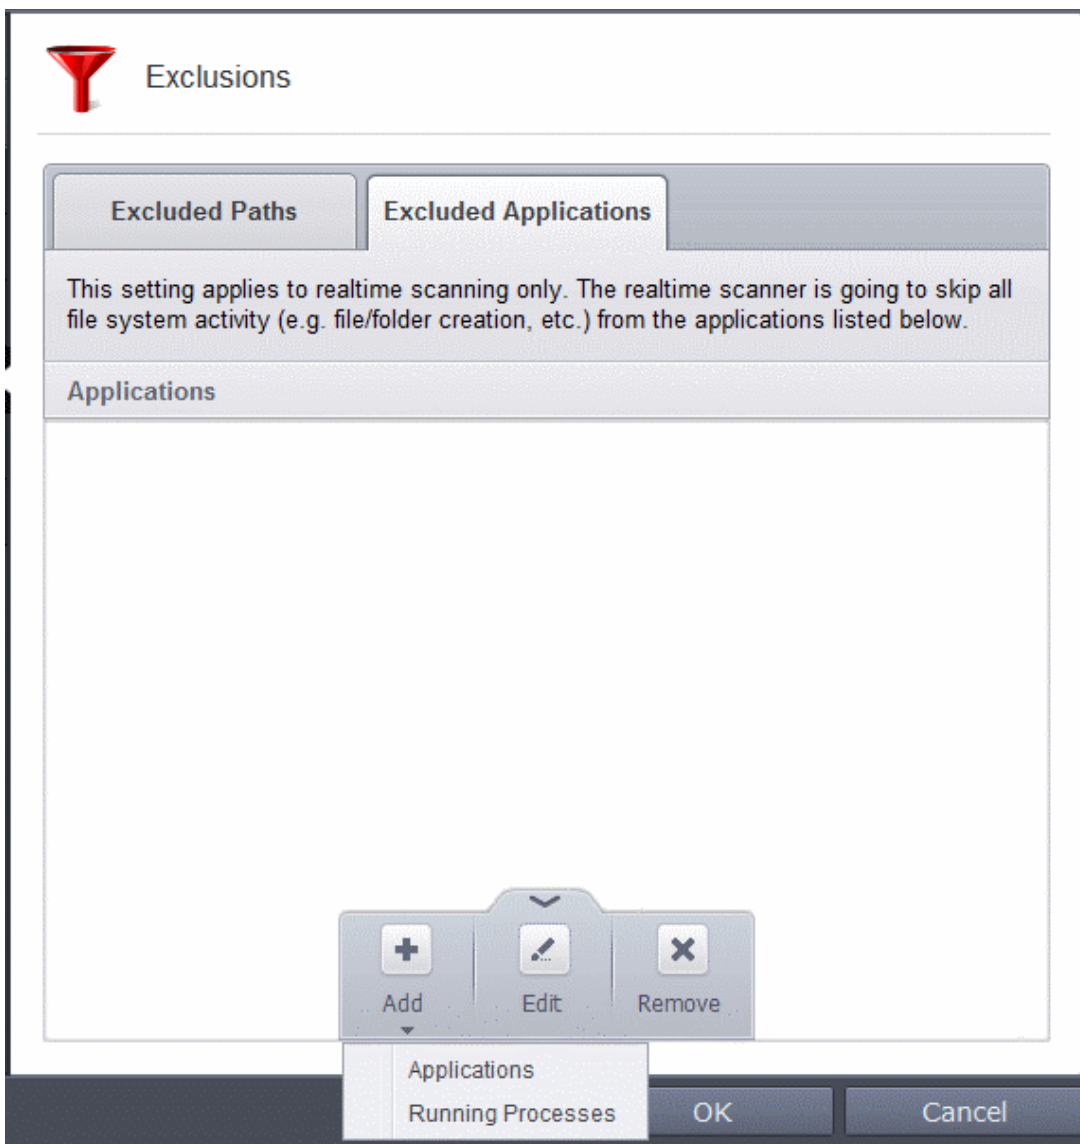 Exclusions
Excluded Paths
Excluded Applications
This setting applies to realtime scanning only. The realtime scanner is going to skip all
file system activity (e.g. file/folder creation, etc.) from the applications listed below.
Applications
Add
Edit
Remove
Applications
Running Processes
OK
Cancel